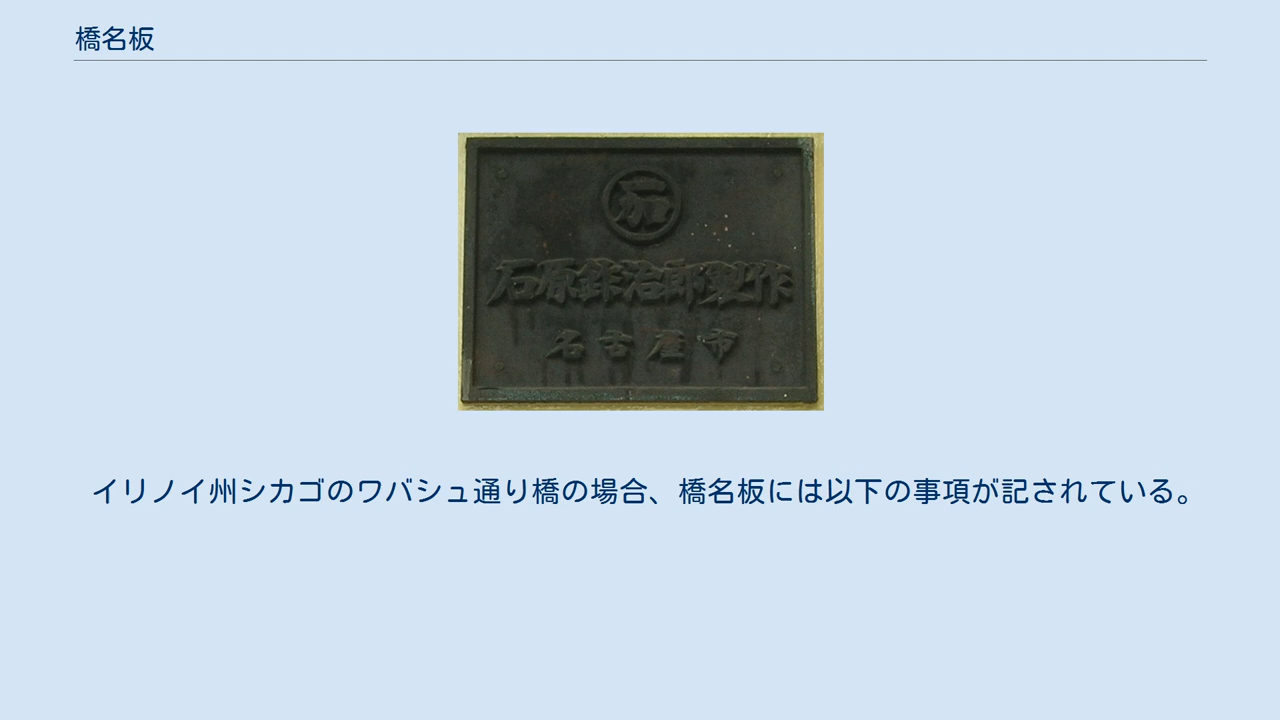 橋名板
石
石原鉎治郎製作
名古屋市
イリノイ州シカゴのワバシュ通り橋の場合、橋名板には以下の事項が記されている。